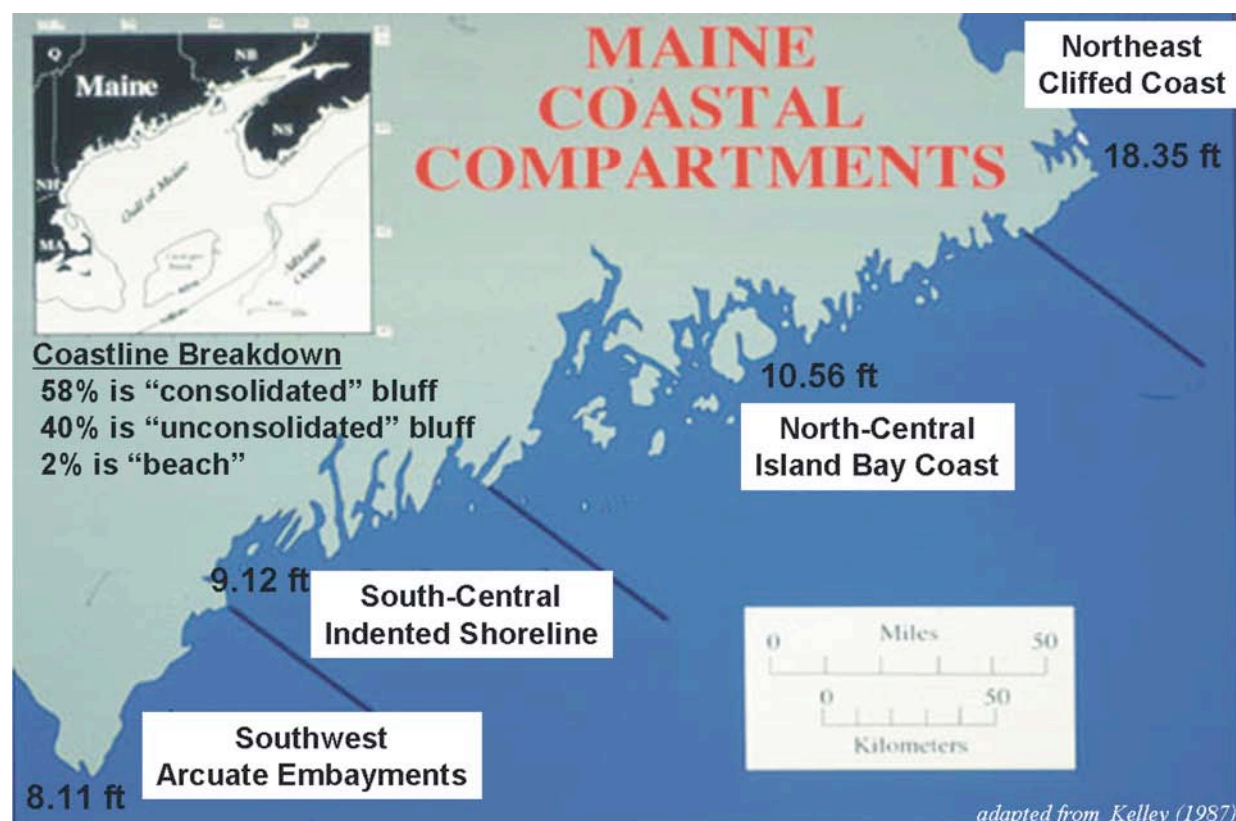 MAINE
COASTAL
COMPARTMENTS
Q
NB
Maine
NS
NH
Gulf of Maine
MA
Atlantic
Ocean
Northeast
Cliffed Coast
18.35 ft
Coastline Breakdown
58% is “consolidated” bluff
40% is “unconsolidated” bluff
2% is “beach”
10.56 ft
North-Central
Island Bay Coast
9.12 ft
South-Central
Indented Shoreline
Southwest
Arcuate Embayments
8.11 ft
0 Miles 50
0 50
Kilometers
adapted from Kelley (1987)